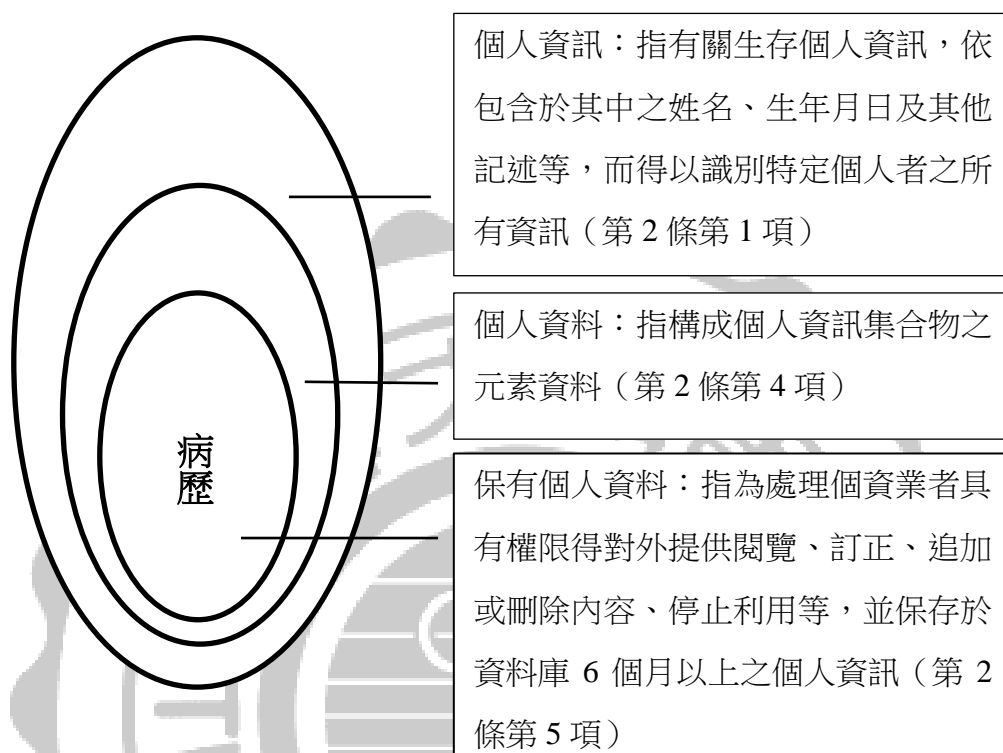 個人資訊：指有關生存個人資訊，依
包含於其中之姓名、生年月日及其他
記述等，而得以識別特定個人者之所
有資訊（第 2 條第 1 項）
個人資料：指構成個人資訊集合物之
元素資料（第 2 條第 4 項）
病歷
保有個人資料：指為處理個資業者具
有權限得對外提供閱覽、訂正、追加
或刪除內容、停止利用等，並保存於
資料庫 6 個月以上之個人資訊（第 2
條第 5 項）